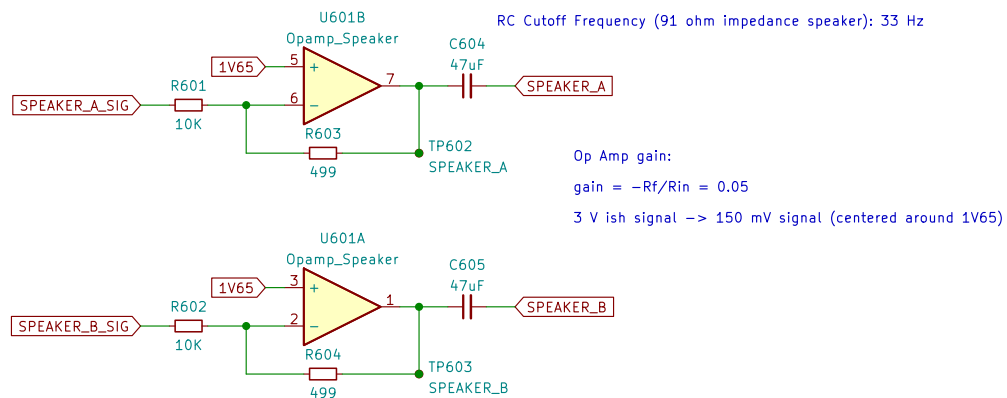 U601B
Opamp_Speaker
RC Cutoff Frequency (91 ohm impedance speaker): 33 Hz
C604
47uF
1V65
5
+
7
SPEAKER_A
R601
SPEAKER_A_SIG
6
−
10K
R603
499
TP602
SPEAKER_A
Op Amp gain:
gain = −Rf/Rin = 0.05
3 V ish signal −> 150 mV signal (centered around 1V65)
U601A
Opamp_Speaker
C605
47uF
1V65
3
+
1
SPEAKER_B
R602
SPEAKER_B_SIG
2
−
10K
R604
499
TP603
SPEAKER_B